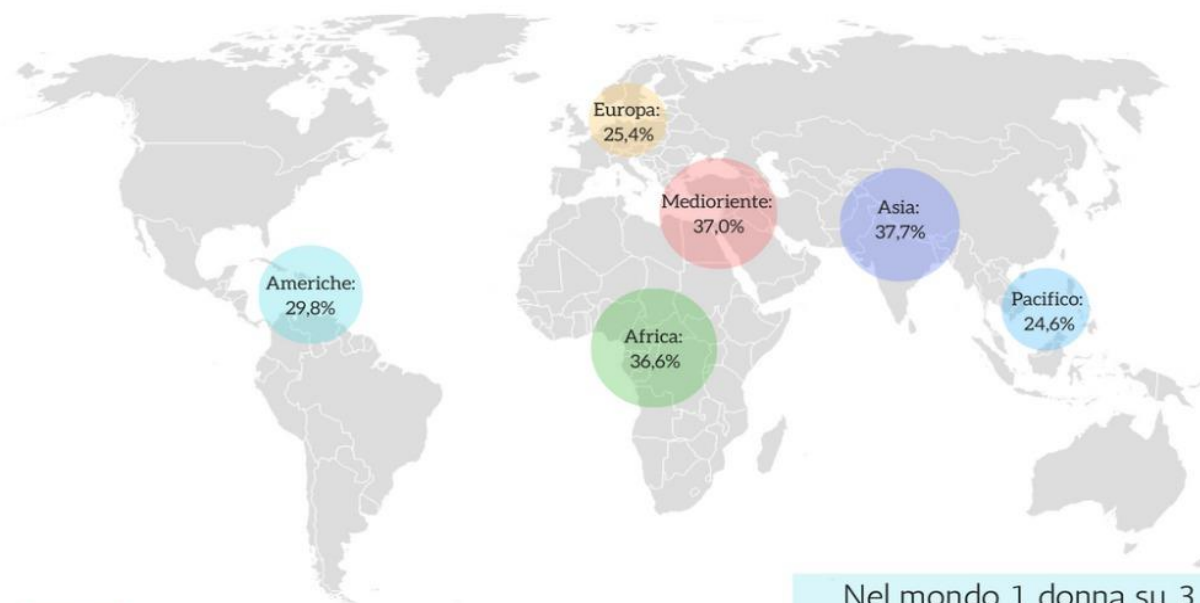 Europa:
25,4%
Medioriente:
37,0%
Asia:
37,7%
Americhe:
29,8%
Pacifico:
24,6%
Africa:
36,6%
Nel mondo 1 donna su 3